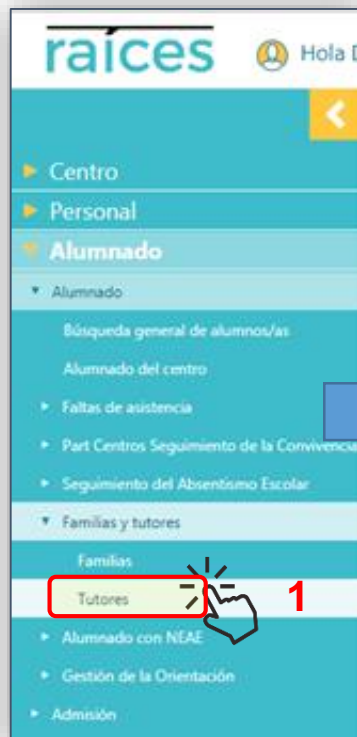 raíces
Hola D
Centro
Personal
Alumnado
Alumnado
Búsqueda general de alumnos/as
Alumnado del centro
Faltas de asistencia
Part Centros Seguimiento de la Convivencia
Seguimiento del Absentismo Escolar
Familias y tutores
Familias
Tutores
1
Alumnado con NEAE
Gestión de la Orientación
Admisión